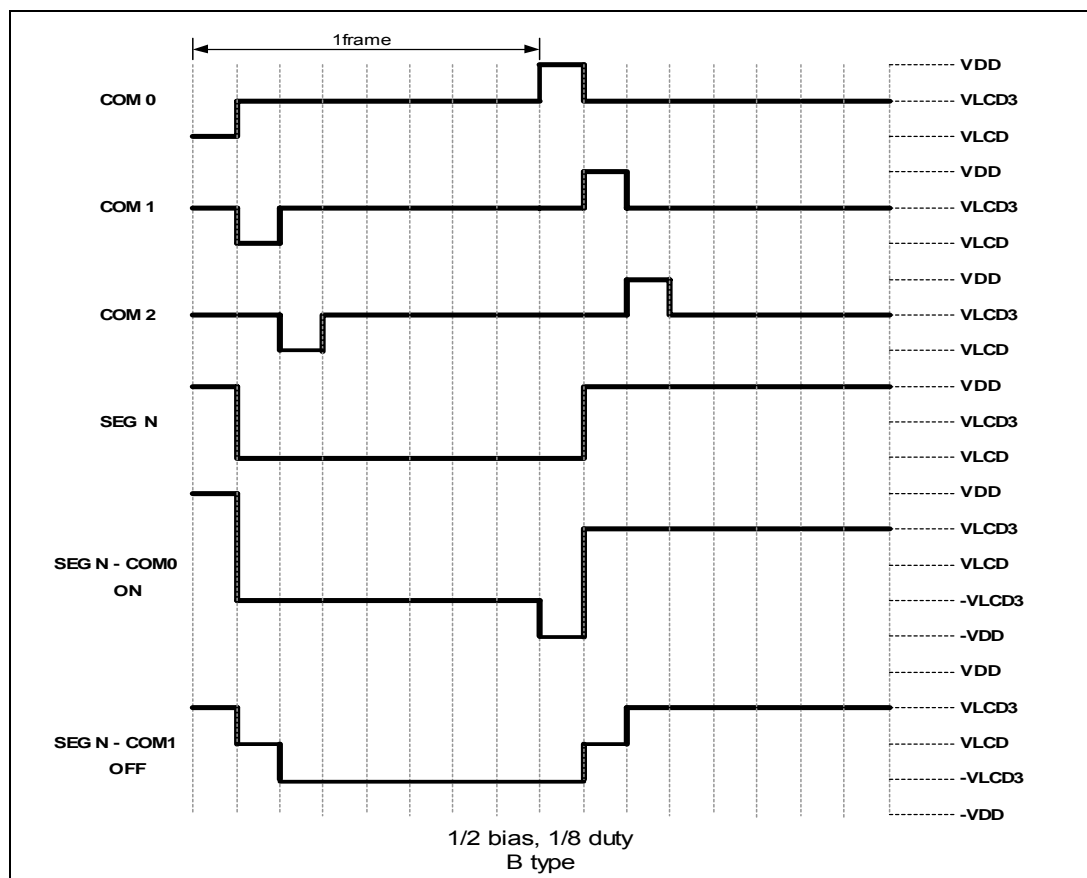 1frame
COM 0
VDD
VLCD3
VLCD
COM 1
VDD
VLCD3
VLCD
COM 2
VDD
VLCD3
VLCD
SEG N
VDD
VLCD3
VLCD
SEG N - COM0
ON
VDD
VLCD3
VLCD
-VLCD3
-VDD
SEG N - COM1
OFF
VDD
VLCD3
VLCD
-VLCD3
-VDD
1/2 bias, 1/8 duty
B type